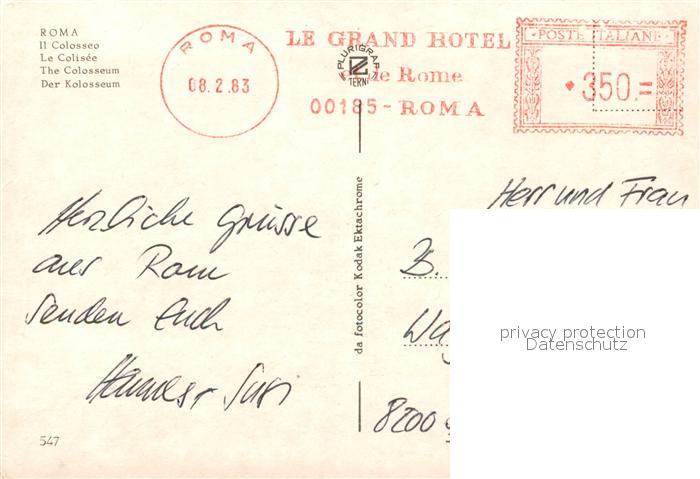 ROMA
Il Colosseo
Le Colisée
The Colosseum
Der Kolosseum
ROMA
08.2.83
LE GRAND HOTEL
de Rome
00185-ROMA
PLURIGRAF
TERNI
POSTE ITALIANE
350.=
da fotocolor Kodak Ektachrome
Herzliche Grüsse
aus Rom
senden Euch
Hannes + Susi
Herr und Frau
B.
8200
privacy protection
Datenschutz
547